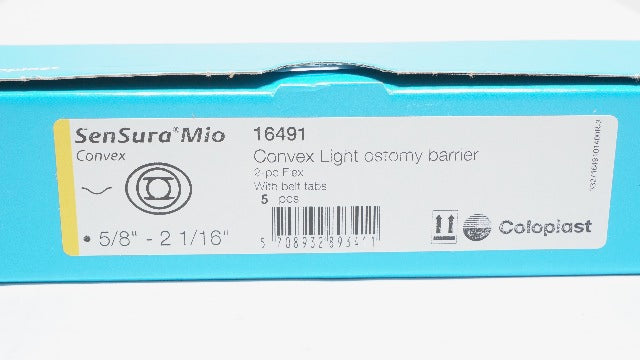 SenSura® Mio
Convex
• 5/8" - 2 1/16"
16491
Convex Light ostomy barrier
2-pc Flex
With belt tabs
5 pcs
5 708932 893411
Coloplast